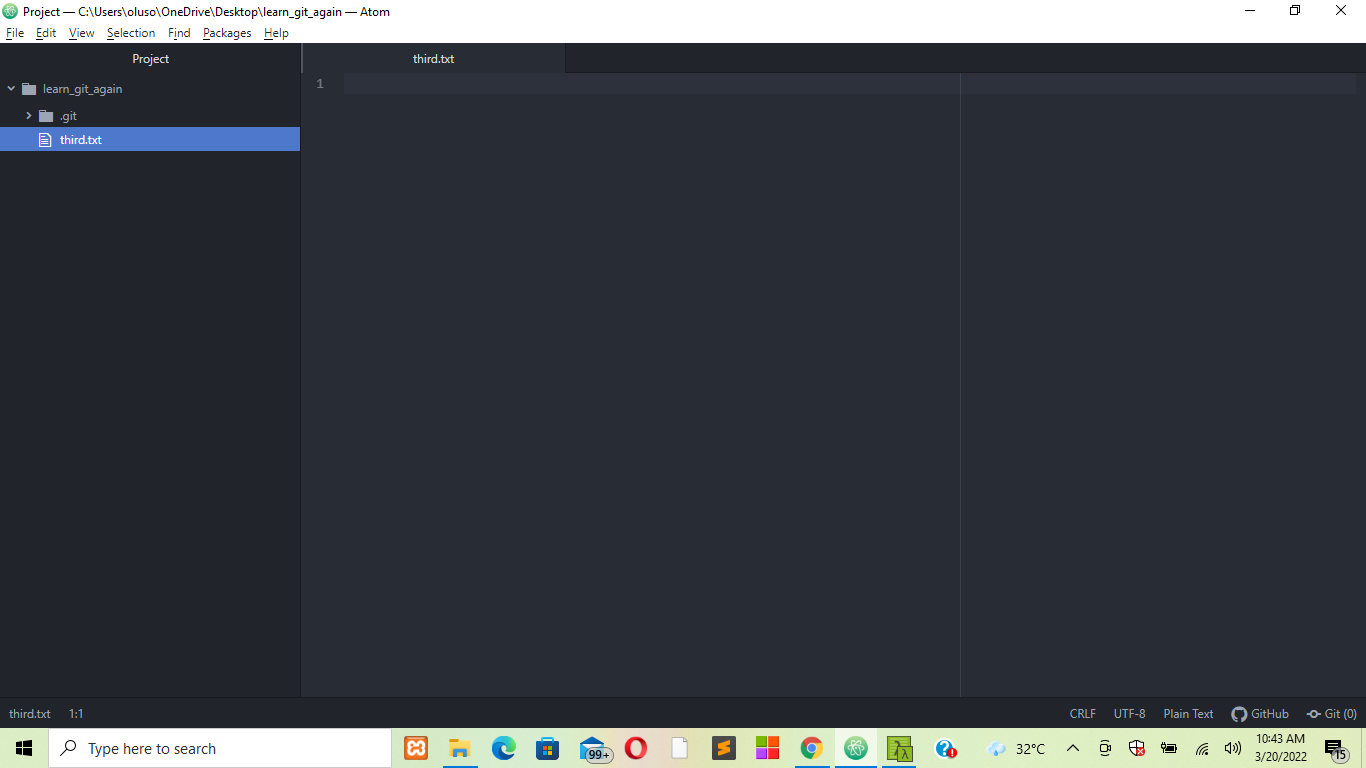 Project — C:\Users\oluso\OneDrive\Desktop\learn_git_again — Atom
File Edit View Selection Find Packages Help
Project
third.txt
learn_git_again
1
.git
third.txt
third.txt 1:1 CRLF UTF-8 Plain Text GitHub Git (0)
Type here to search
99+
32°C
10:43 AM
3/20/2022
15